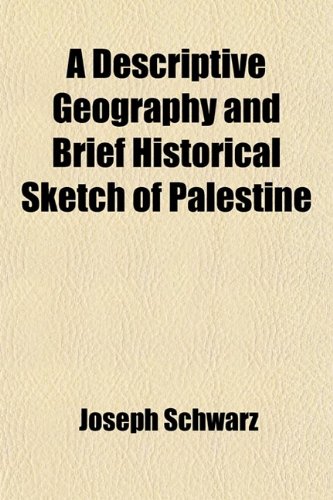 A Descriptive
Geography and
Brief Historical
Sketch of Palestine
Joseph Schwarz